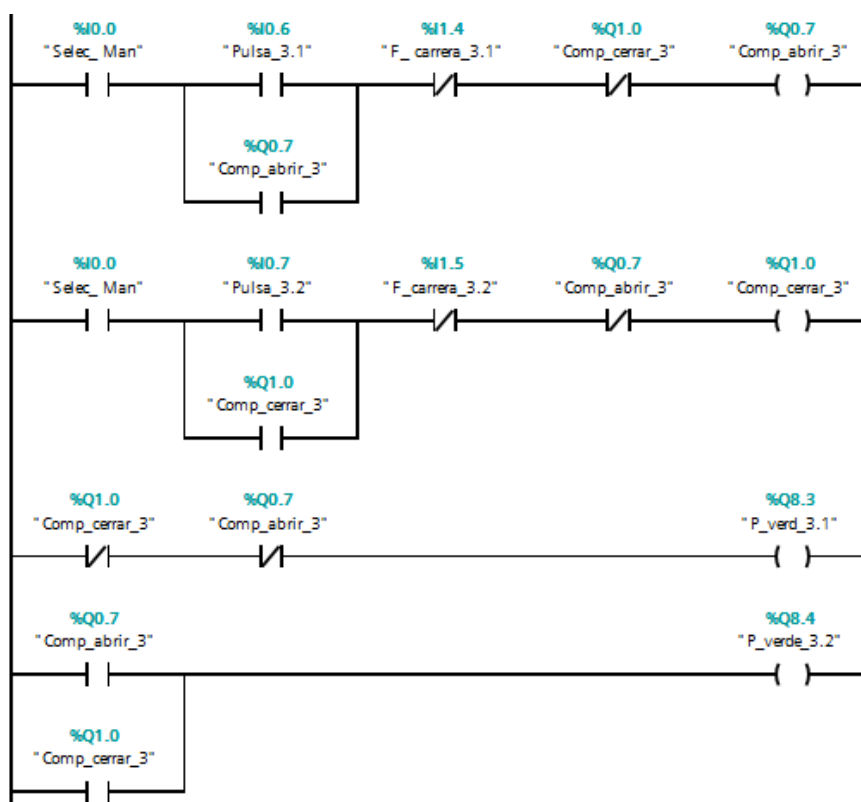 %I0.0 %I0.6 %I1.4 %Q1.0 %Q0.7
"Selec_ Man" "Pulsa_3.1" "F_ carrera_3.1" "Comp_cerrar_3" "Comp_abrir_3"
%Q0.7
"Comp_abrir_3"
%I0.0 %I0.7 %I1.5 %Q0.7 %Q1.0
"Selec_ Man" "Pulsa_3.2" "F_carrera_3.2" "Comp_abrir_3" "Comp_cerrar_3"
%Q1.0
"Comp_cerrar_3"
%Q1.0 %Q0.7 %Q8.3
"Comp_cerrar_3" "Comp_abrir_3" "P_verd_3.1"
%Q0.7 %Q8.4
"Comp_abrir_3" "P_verde_3.2"
%Q1.0
"Comp_cerrar_3"